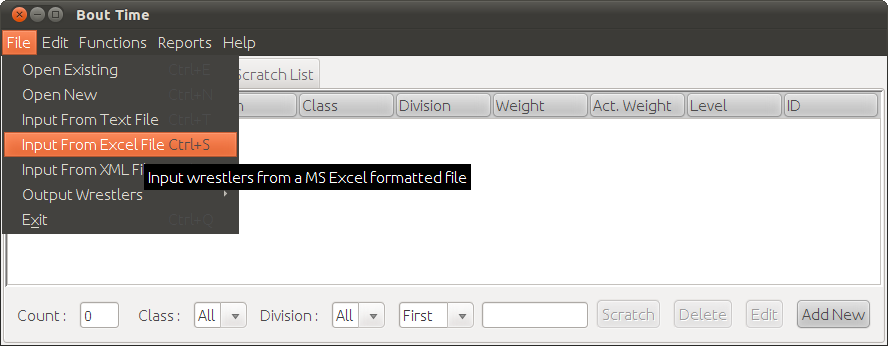 Bout Time
File Edit Functions Reports Help
Open Existing Ctrl+E
Scratch List
Open New Ctrl+N
Class Division Weight Act. Weight Level ID
Input From Text File Ctrl+T
Input From Excel File Ctrl+S
Input From XML
Input wrestlers from a MS Excel formatted file
Output Wrestlers
Exit Ctrl+Q
Count : 0 Class : All Division : All First Scratch Delete Edit Add New